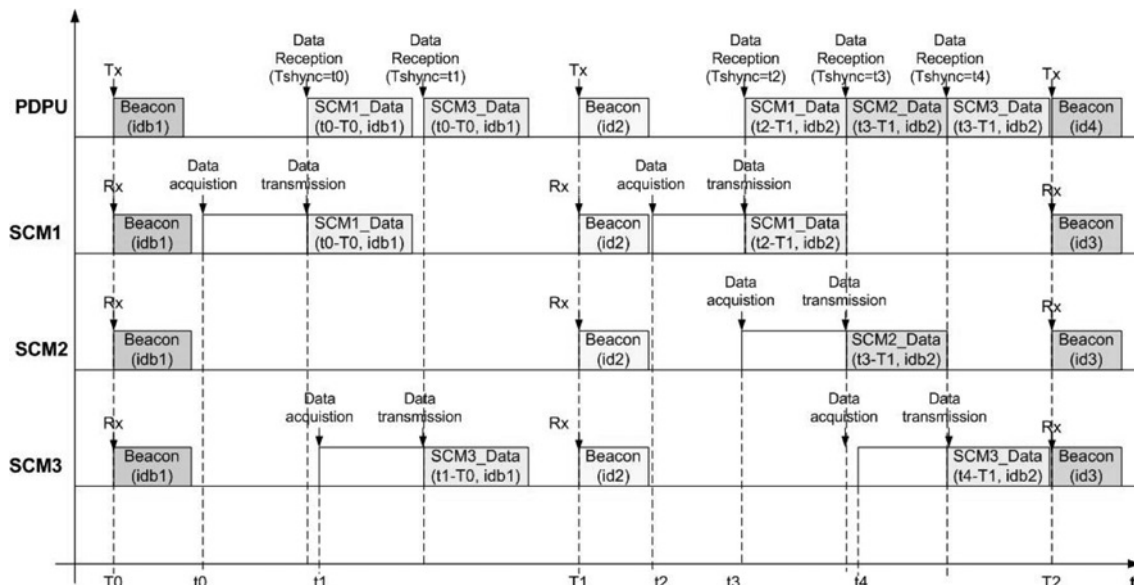 Data
Reception
(Tshync=t0)
Data
Reception
(Tshync=t1)
Data
Reception
(Tshync=t2)
Data
Reception
(Tshync=t3)
Data
Reception
(Tshync=t4)
Tx
Tx
Tx
PDPU
Beacon
(idb1)
SCM1_Data
(t0-T0, idb1)
SCM3_Data
(t0-T0, idb1)
Beacon
(id2)
SCM1_Data
(t2-T1, idb2)
SCM2_Data
(t3-T1, idb2)
SCM3_Data
(t3-T1, idb2)
Beacon
(id4)
Rx
Data
acquistion
Data
transmission
Rx
Data
acquistion
Data
transmission
Rx
SCM1
Beacon
(idb1)
SCM1_Data
(t0-T0, idb1)
Beacon
(id2)
SCM1_Data
(t2-T1, idb2)
Beacon
(id3)
Rx
Rx
Data
acquistion
Data
transmission
Rx
SCM2
Beacon
(idb1)
Beacon
(id2)
SCM2_Data
(t3-T1, idb2)
Beacon
(id3)
Rx
Data
acquistion
Data
transmission
Rx
Data
acquistion
Data
transmission
Rx
SCM3
Beacon
(idb1)
SCM3_Data
(t1-T0, idb1)
Beacon
(id2)
SCM3_Data
(t4-T1, idb2)
Beacon
(id3)
T0 t0 t1 T1 t2 t3 t4 T2 t